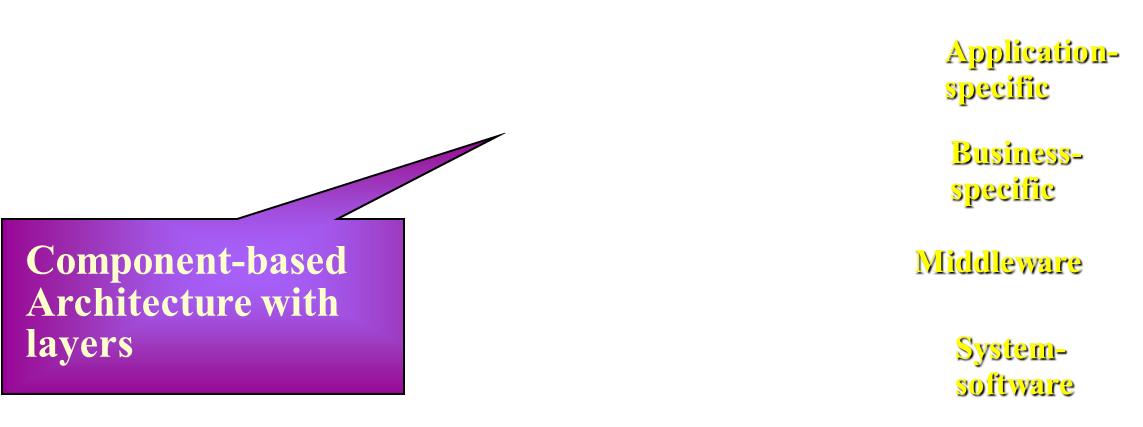 Application-
specific
Business-
specific
Component-based
Architecture with
layers
Middleware
System-
software